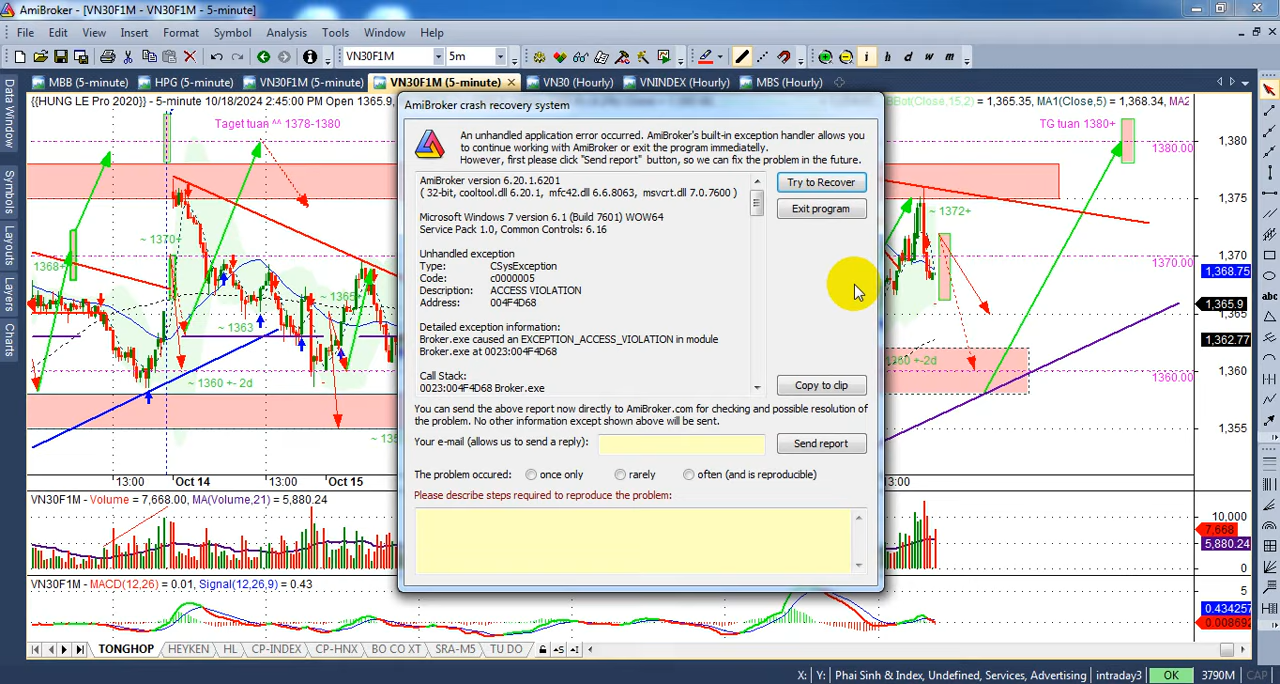 AmiBroker - [VN30F1M - VN30F1M - 5-minute]
File Edit View Insert Format Symbol Analysis Tools Window Help
VN30F1M 5m i h d w m
MBB (5-minute) HPG (5-minute) VN30F1M (5-minute) VN30F1M (5-minute) VN30 (Hourly) VNINDEX (Hourly) MBS (Hourly)
{{HUNG LE Pro 2020}} - 5-minute 10/18/2024 2:45:00 PM Open 1365.9,
Bot(Close,15,2) = 1,365.35, MA1(Close,5) = 1,368.34, MA2
Data Window
Symbols
Layouts
Layers
Charts
Taget tuan ^^ 1378-1380
TG tuan 1380+
1380.00
1370.00
1360.00
~ 1370+
1368+
~ 1363
~ 1365+
~ 1360 +- 2d
~ 1372+
1,380
1,375
1,370
1,368.75
1,365.9
1,365
1,362.77
1,360
1,355
13:00 Oct 14 13:00 Oct 15 13:00
AmiBroker crash recovery system
An unhandled application error occurred. AmiBroker's built-in exception handler allows you
to continue working with AmiBroker or exit the program immediately.
However, first please click "Send report" button, so we can fix the problem in the future.
AmiBroker version 6.20.1.6201
( 32-bit, cooltool.dll 6.20.1, mfc42.dll 6.6.8063, msvcrt.dll 7.0.7600 )
Microsoft Windows 7 version 6.1 (Build 7601) WOW64
Service Pack 1.0, Common Controls: 6.16
Unhandled exception
Type: CSysException
Code: c0000005
Description: ACCESS VIOLATION
Address: 004F4D68
Detailed exception information:
Broker.exe caused an EXCEPTION_ACCESS_VIOLATION in module
Broker.exe at 0023:004F4D68
Call Stack:
0023:004F4D68 Broker.exe
Try to Recover
Exit program
Copy to clip
You can send the above report now directly to AmiBroker.com for checking and possible resolution of
the problem. No other information except shown above will be sent.
Your e-mail (allows us to send a reply):
Send report
The problem occured: once only rarely often (and is reproducible)
Please describe steps required to reproduce the problem:
VN30F1M - Volume = 7,668.00, MA(Volume,21) = 5,880.24
10,000
7,668
5,880.24
0
VN30F1M - MACD(12,26) = 0.01, Signal(12,26,9) = 0.43
5
0.434257
0.008692
TONGHOP HEYKEN HL CP-INDEX CP-HNX BO CO XT SRA-M5 TU DO
X: Y: Phai Sinh & Index, Undefined, Services, Advertising intraday3 OK 3790M CAP